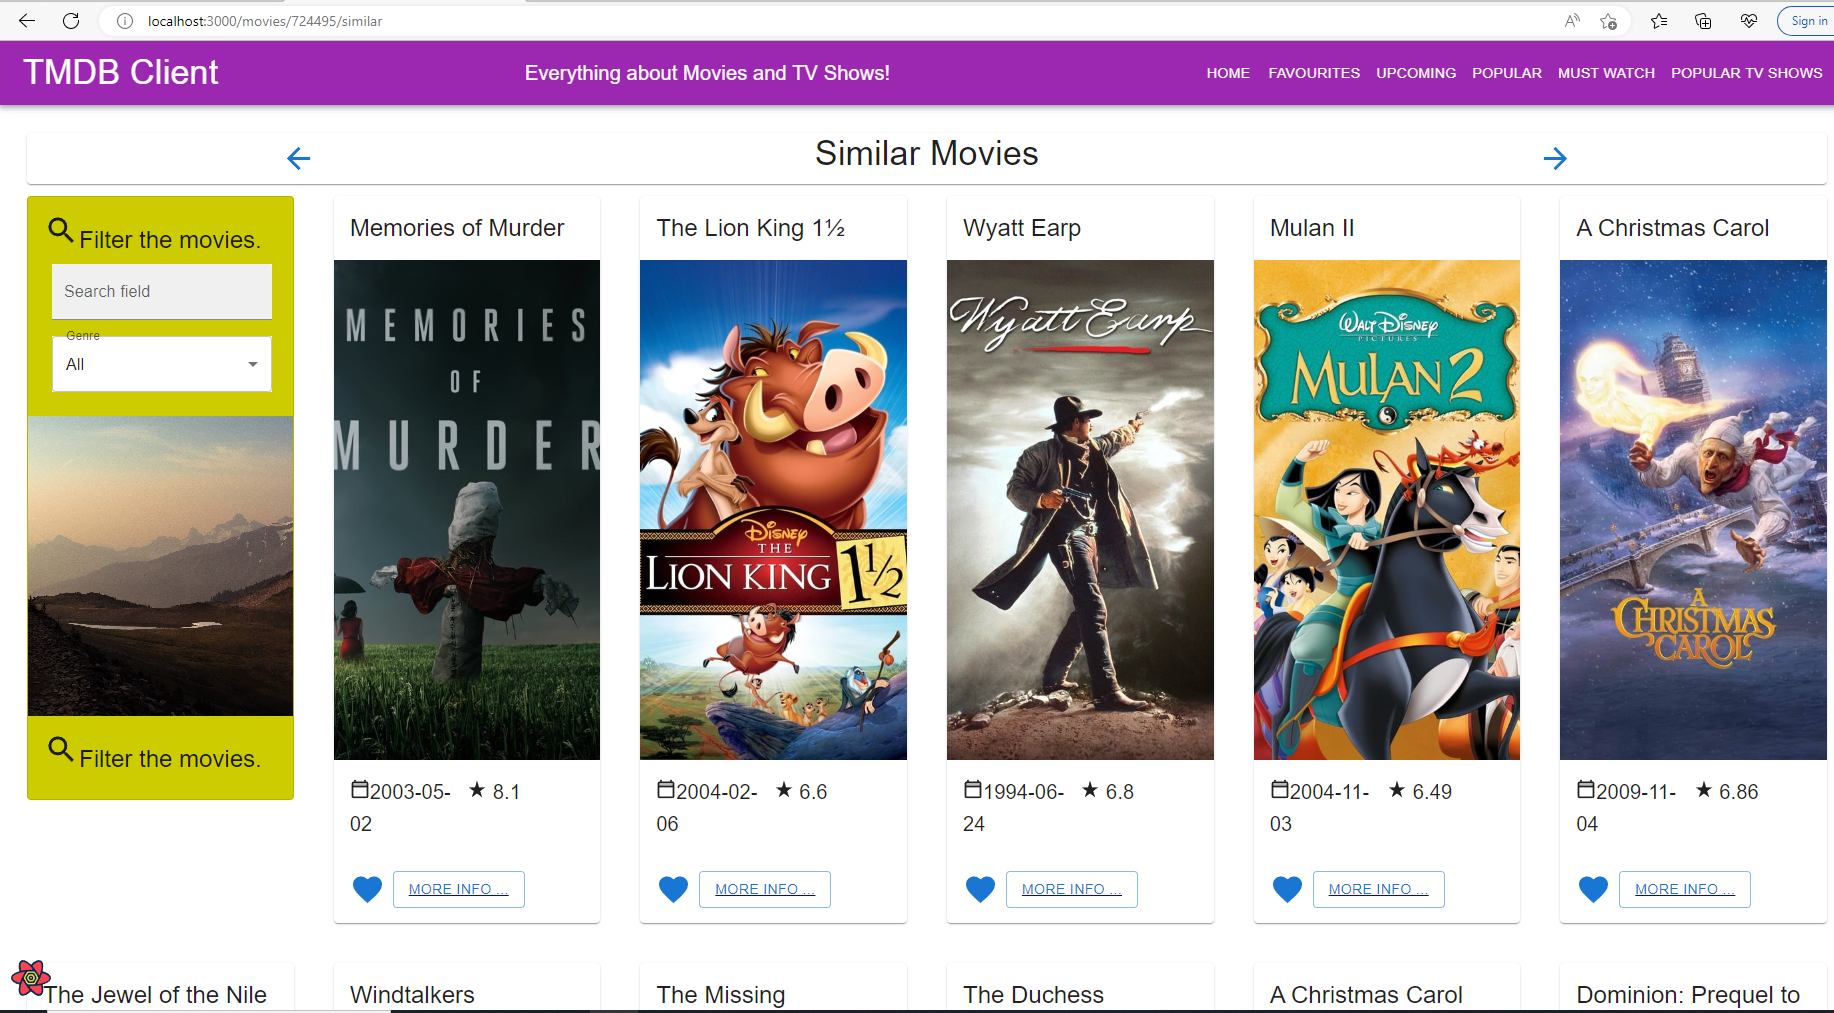 localhost:3000/movies/724495/similar
Sign in
TMDB Client
Everything about Movies and TV Shows!
HOME FAVOURITES UPCOMING POPULAR MUST WATCH POPULAR TV SHOWS
Similar Movies
Filter the movies.
Search field
Genre
All
Filter the movies.
Memories of Murder
MEMORIES
OF
MURDER
2003-05-02
8.1
MORE INFO ...
The Lion King 1½
Disney
THE
LION KING 1½
2004-02-06
6.6
MORE INFO ...
Wyatt Earp
Wyatt Earp
1994-06-24
6.8
MORE INFO ...
Mulan II
WALT DISNEY
PICTURES
MULAN 2
2004-11-03
6.49
MORE INFO ...
A Christmas Carol
A
CHRISTMAS
CAROL
2009-11-04
6.86
MORE INFO ...
The Jewel of the Nile
Windtalkers
The Missing
The Duchess
A Christmas Carol
Dominion: Prequel to